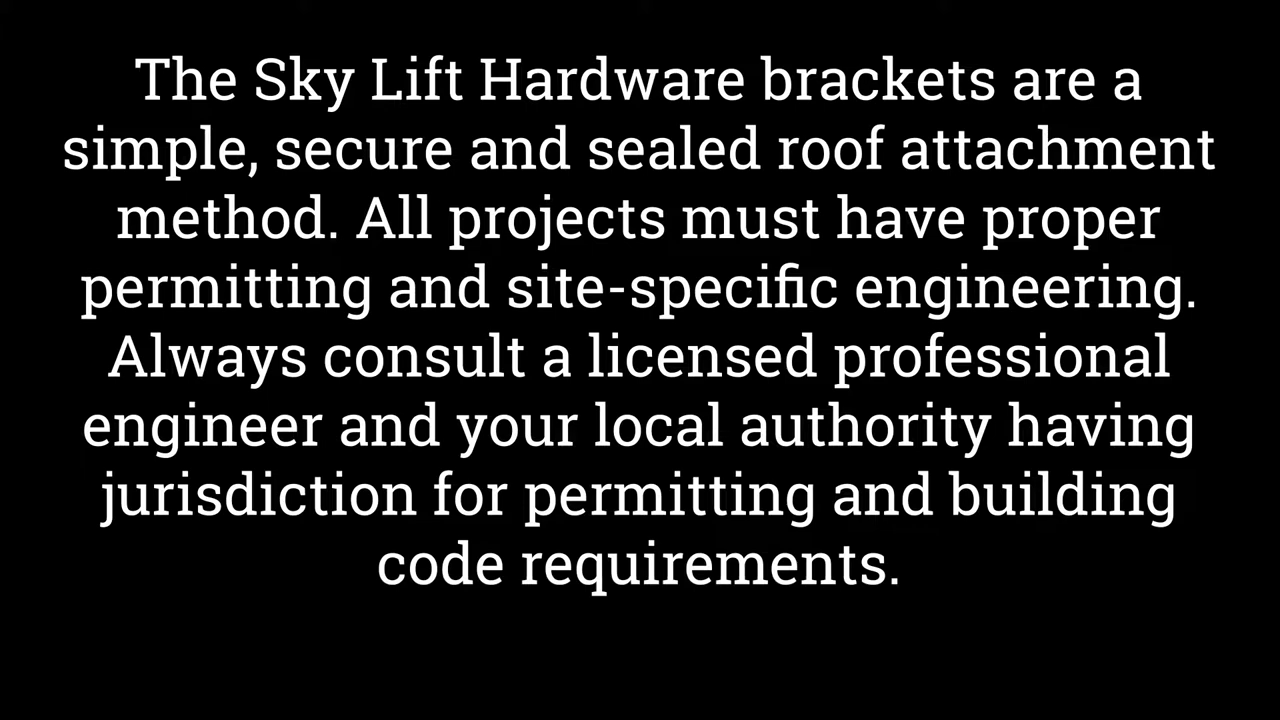 The Sky Lift Hardware brackets are a
simple, secure and sealed roof attachment
method. All projects must have proper
permitting and site-specific engineering.
Always consult a licensed professional
engineer and your local authority having
jurisdiction for permitting and building
code requirements.